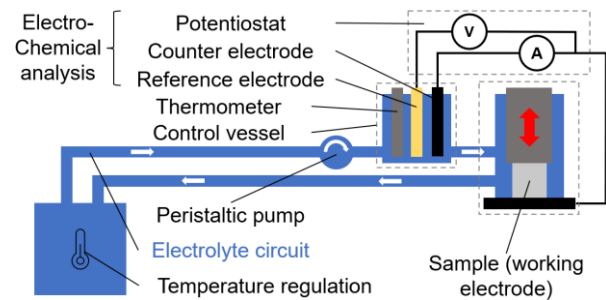 Electro-
Chemical
analysis
Potentiostat
Counter electrode
Reference electrode
Thermometer
Control vessel
V
A
Peristaltic pump
Electrolyte circuit
Temperature regulation
Sample (working
electrode)